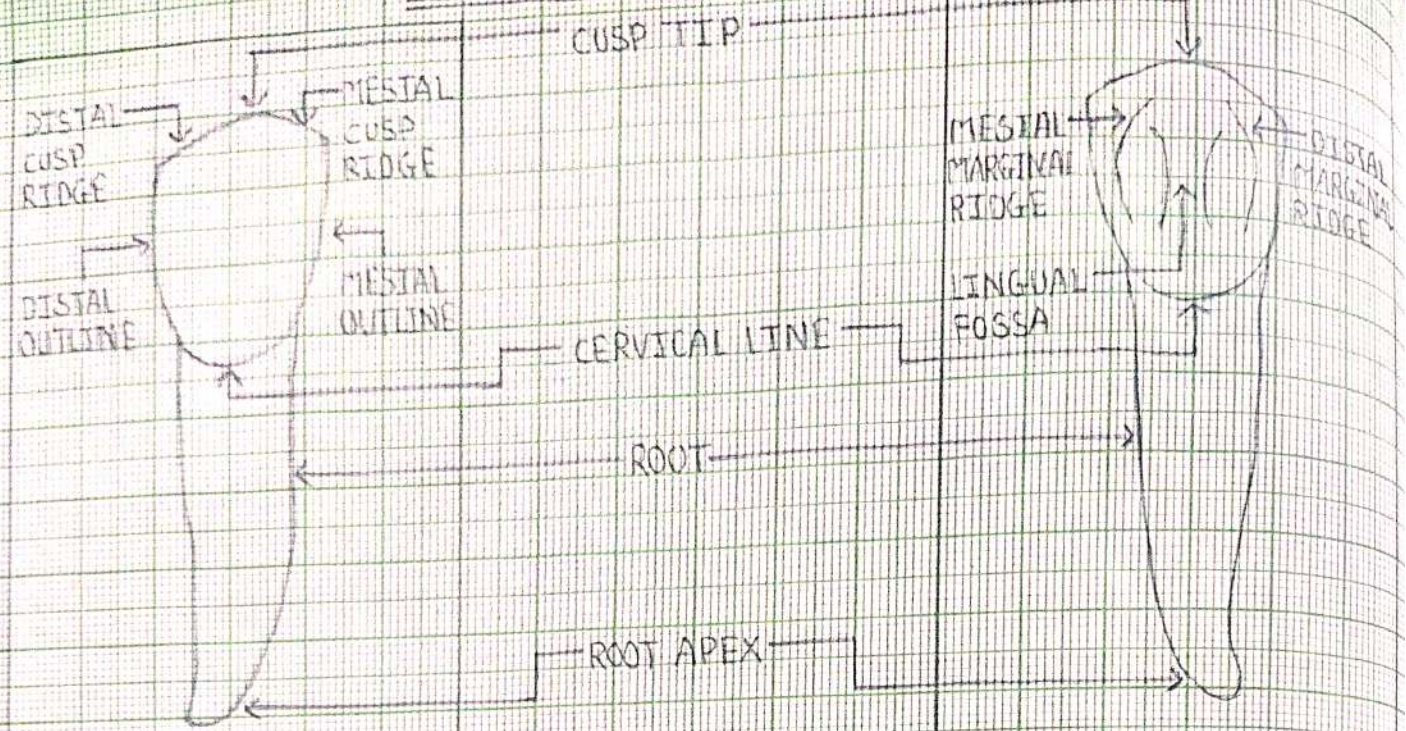 CUSP TIP
DISTAL
CUSP
RIDGE
MESIAL
CUSP
RIDGE
MESIAL
MARGINAL
RIDGE
DISTAL
MARGINAL
RIDGE
DISTAL
OUTLINE
MESIAL
OUTLINE
LINGUAL
FOSSA
CERVICAL LINE
ROOT
ROOT APEX